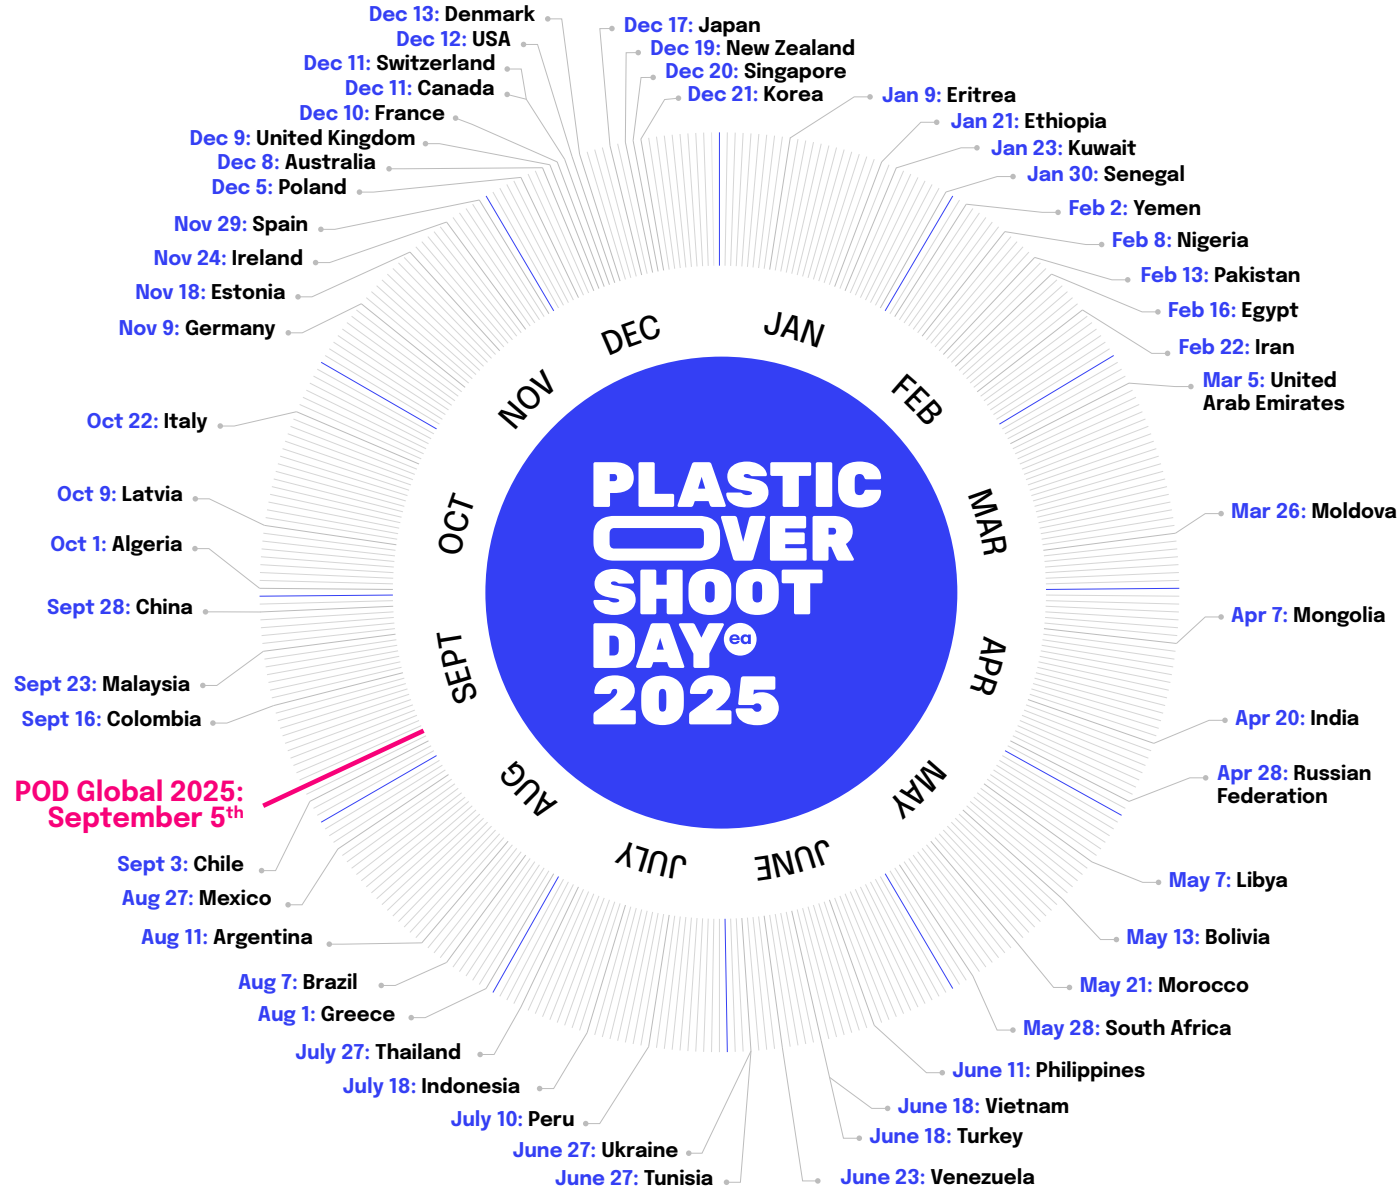 Dec 13: Denmark
Dec 12: USA
Dec 11: Switzerland
Dec 11: Canada
Dec 10: France
Dec 9: United Kingdom
Dec 8: Australia
Dec 5: Poland
Nov 29: Spain
Nov 24: Ireland
Nov 18: Estonia
Nov 9: Germany
Oct 22: Italy
Oct 9: Latvia
Oct 1: Algeria
Sept 28: China
Sept 23: Malaysia
Sept 16: Colombia
POD Global 2025:
September 5th
Sept 3: Chile
Aug 27: Mexico
Aug 11: Argentina
Aug 7: Brazil
Aug 1: Greece
July 27: Thailand
July 18: Indonesia
July 10: Peru
June 27: Ukraine
June 27: Tunisia
Dec 17: Japan
Dec 19: New Zealand
Dec 20: Singapore
Dec 21: Korea
Jan 9: Eritrea
Jan 21: Ethiopia
Jan 23: Kuwait
Jan 30: Senegal
Feb 2: Yemen
Feb 8: Nigeria
Feb 13: Pakistan
Feb 16: Egypt
Feb 22: Iran
Mar 5: United
Arab Emirates
Mar 26: Moldova
Apr 7: Mongolia
Apr 20: India
Apr 28: Russian
Federation
May 7: Libya
May 13: Bolivia
May 21: Morocco
May 28: South Africa
June 11: Philippines
June 18: Vietnam
June 18: Turkey
June 23: Venezuela
JAN
FEB
MAR
APR
MAY
JUNE
JULY
AUG
SEPT
OCT
NOV
DEC
PLASTIC
OVER
SHOOT
DAY ea
2025